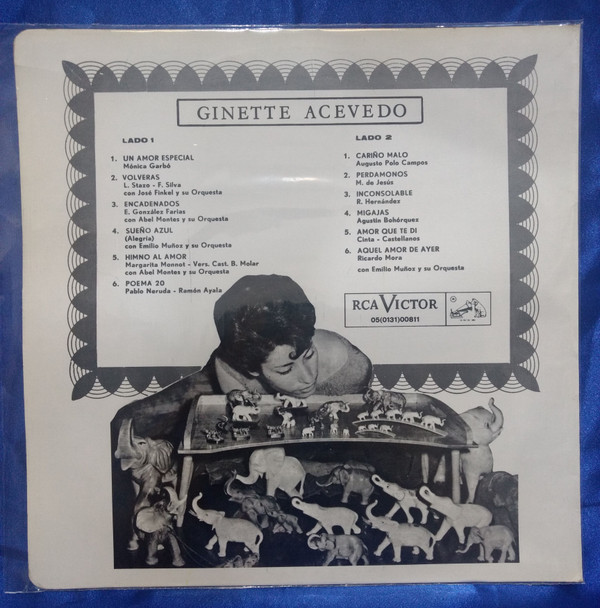 GINETTE ACEVEDO
LADO 1
1. UN AMOR ESPECIAL
Mónica Garbó
2. VOLVERAS
L. Stazo - F. Silva
con José Finkel y su Orquesta
3. ENCADENADOS
E. González Farías
con Abel Montes y su Orquesta
4. SUEÑO AZUL
(Alegría)
con Emilio Muñoz y su Orquesta
5. HIMNO AL AMOR
Margarita Monnot - Vers. Cast. B. Molar
con Abel Montes y su Orquesta
6. POEMA 20
Pablo Neruda - Ramón Ayala
LADO 2
1. CARIÑO MALO
Augusto Polo Campos
2. PERDAMONOS
M. de Jesús
3. INCONSOLABLE
R. Hernández
4. MIGAJAS
Agustín Bohórquez
5. AMOR QUE TE DI
Cinta - Castellanos
6. AQUEL AMOR DE AYER
Ricardo Mora
con Emilio Muñoz y su Orquesta
RCA VICTOR
05(0131)00811